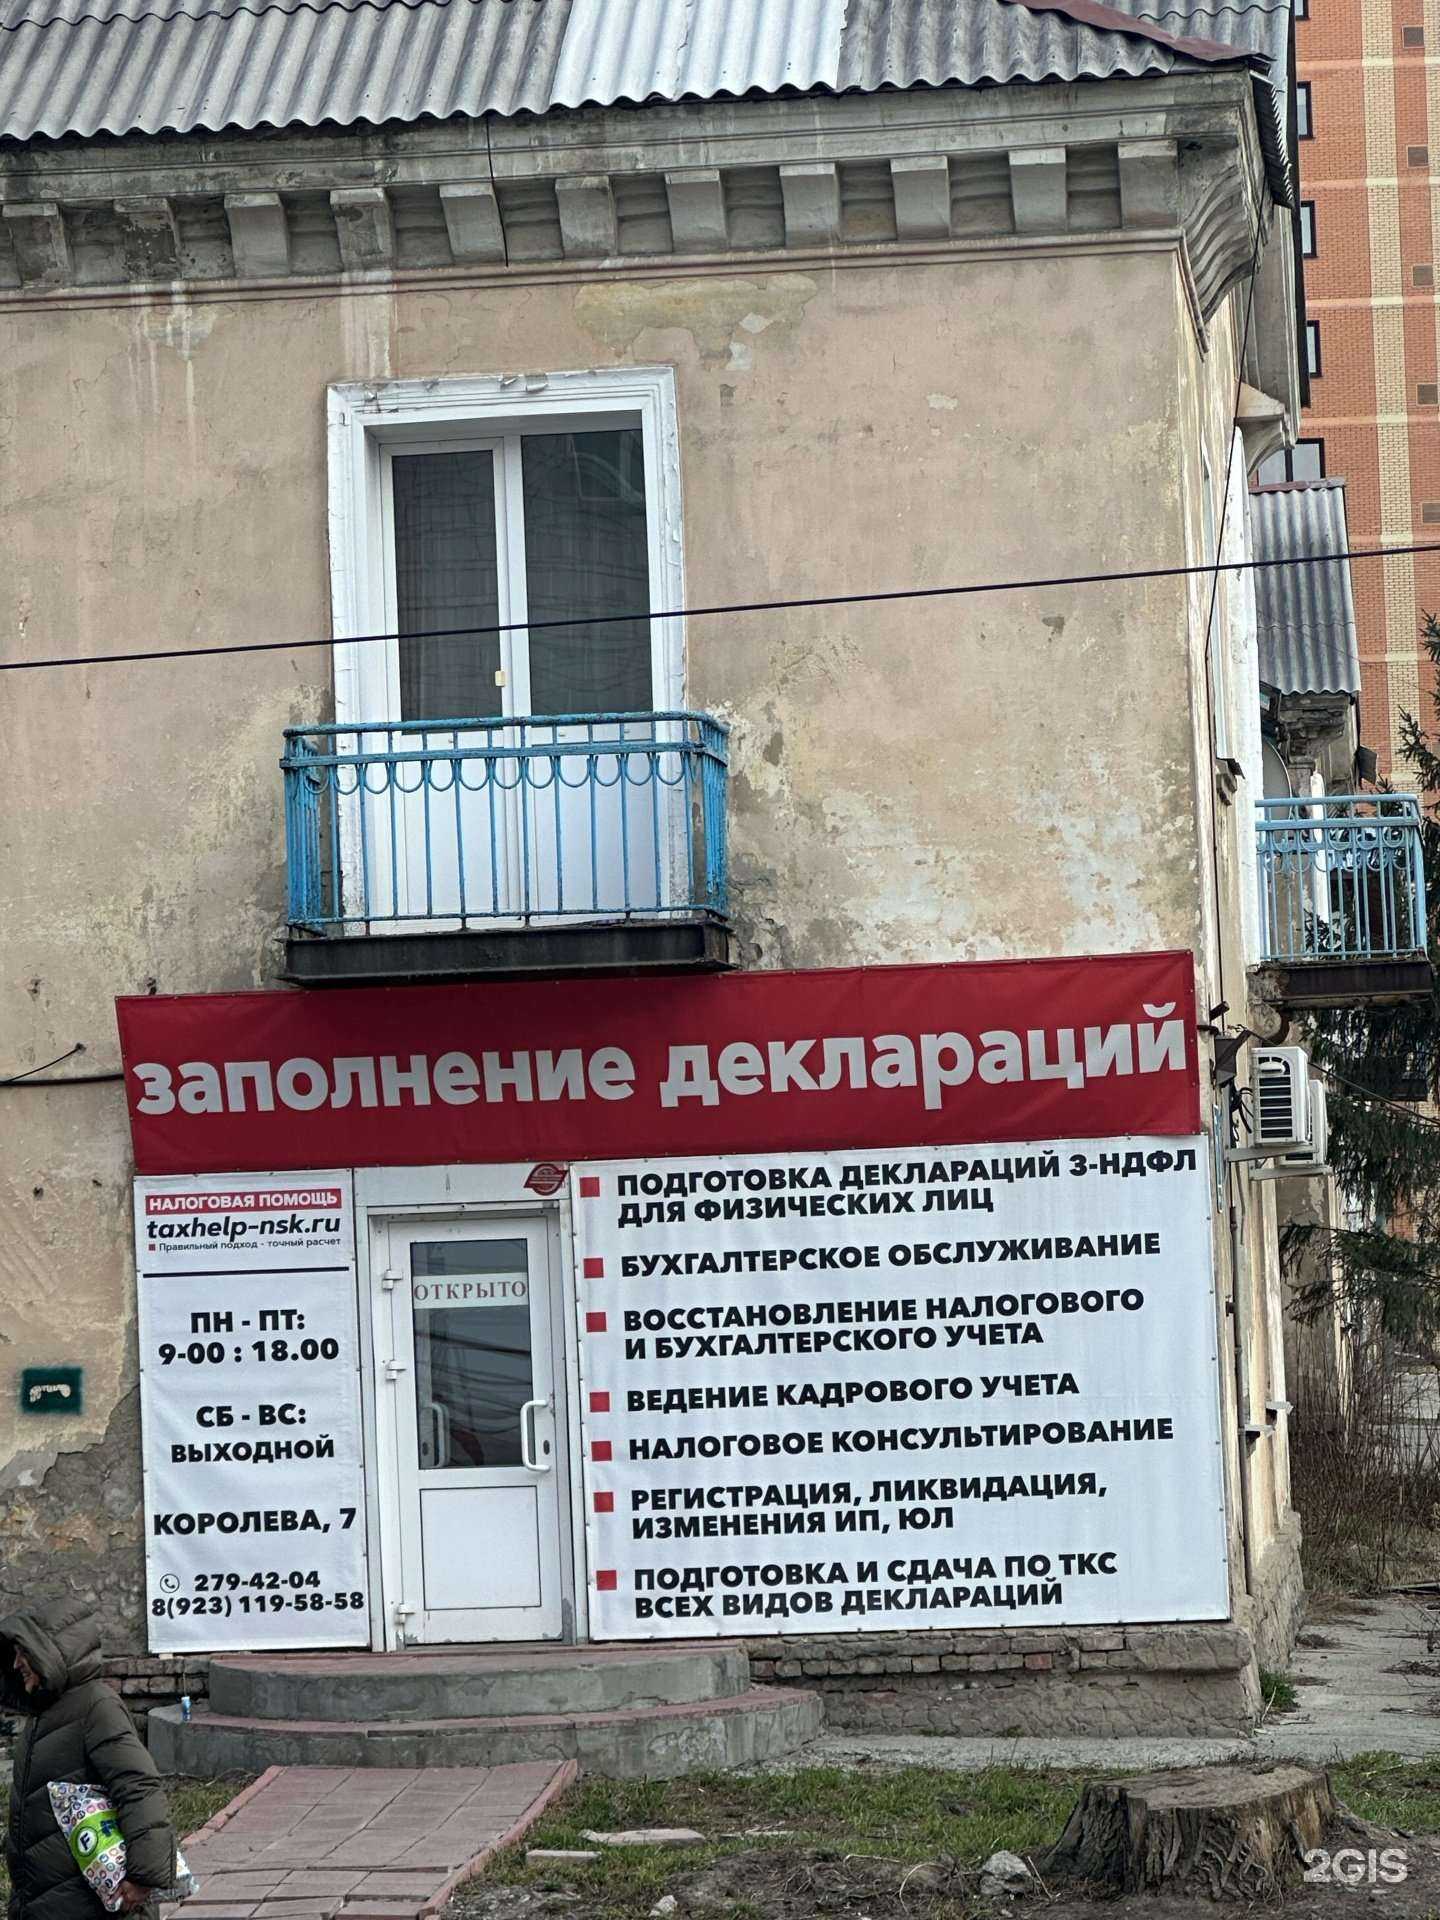 заполнение деклараций
НАЛОГОВАЯ ПОМОЩЬ
taxhelp-nsk.ru
Правильный подход - точный расчет
ПН - ПТ:
9-00 : 18.00
СБ - ВС:
ВЫХОДНОЙ
КОРОЛЕВА, 7
279-42-04
8(923) 119-58-58
ОТКРЫТО
ПОДГОТОВКА ДЕКЛАРАЦИЙ 3-НДФЛ
ДЛЯ ФИЗИЧЕСКИХ ЛИЦ
БУХГАЛТЕРСКОЕ ОБСЛУЖИВАНИЕ
ВОССТАНОВЛЕНИЕ НАЛОГОВОГО
И БУХГАЛТЕРСКОГО УЧЕТА
ВЕДЕНИЕ КАДРОВОГО УЧЕТА
НАЛОГОВОЕ КОНСУЛЬТИРОВАНИЕ
РЕГИСТРАЦИЯ, ЛИКВИДАЦИЯ,
ИЗМЕНЕНИЯ ИП, ЮЛ
ПОДГОТОВКА И СДАЧА ПО ТКС
ВСЕХ ВИДОВ ДЕКЛАРАЦИЙ
F
2GIS